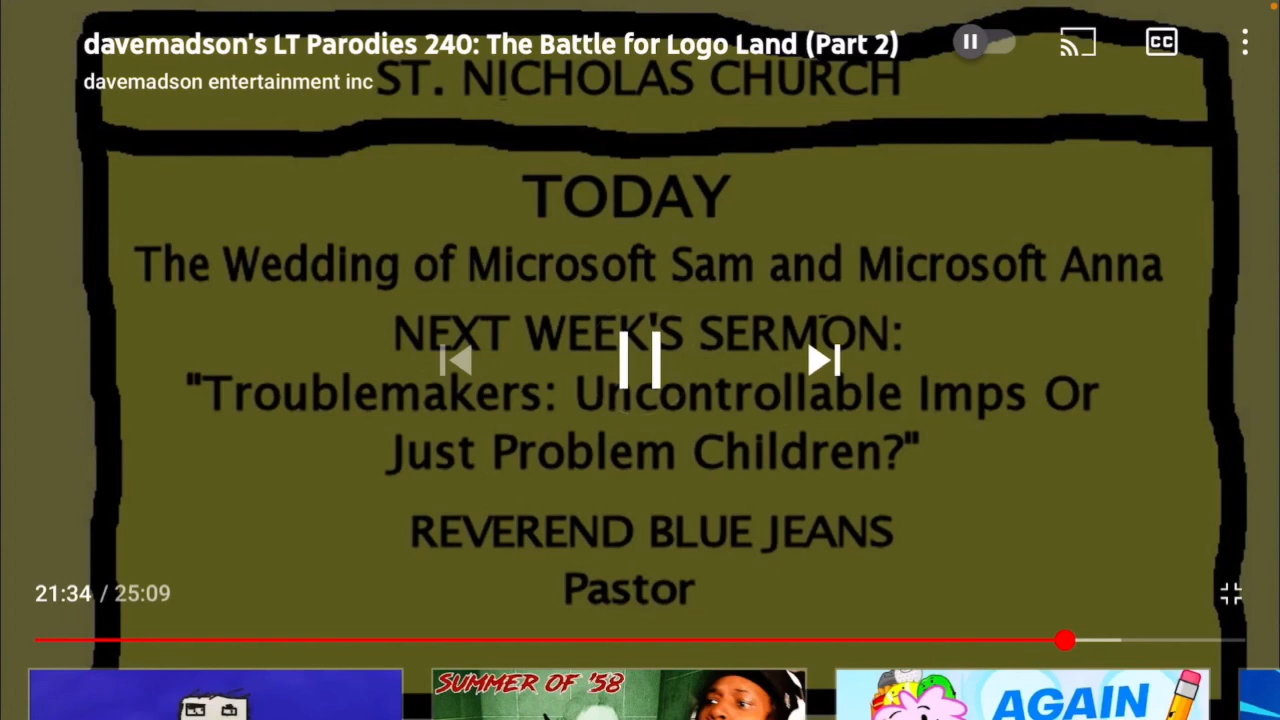 davemadson's LT Parodies 240: The Battle for Logo Land (Part 2)
davemadson entertainment inc
CC
ST. NICHOLAS CHURCH
TODAY
The Wedding of Microsoft Sam and Microsoft Anna
NEXT WEEK'S SERMON:
"Troublemakers: Uncontrollable Imps Or
Just Problem Children?"
REVEREND BLUE JEANS
Pastor
21:34 / 25:09
SUMMER OF '58
AGAIN